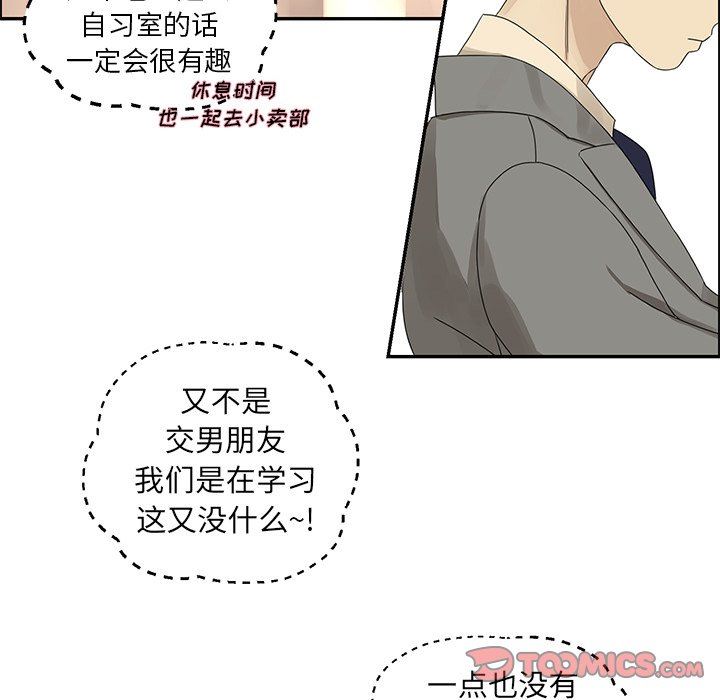 自习室的话
一定会很有趣
休息时间
也一起去小卖部
又不是
交男朋友
我们是在学习
这又没什么~!
一点也没有
TOOMICS.COM